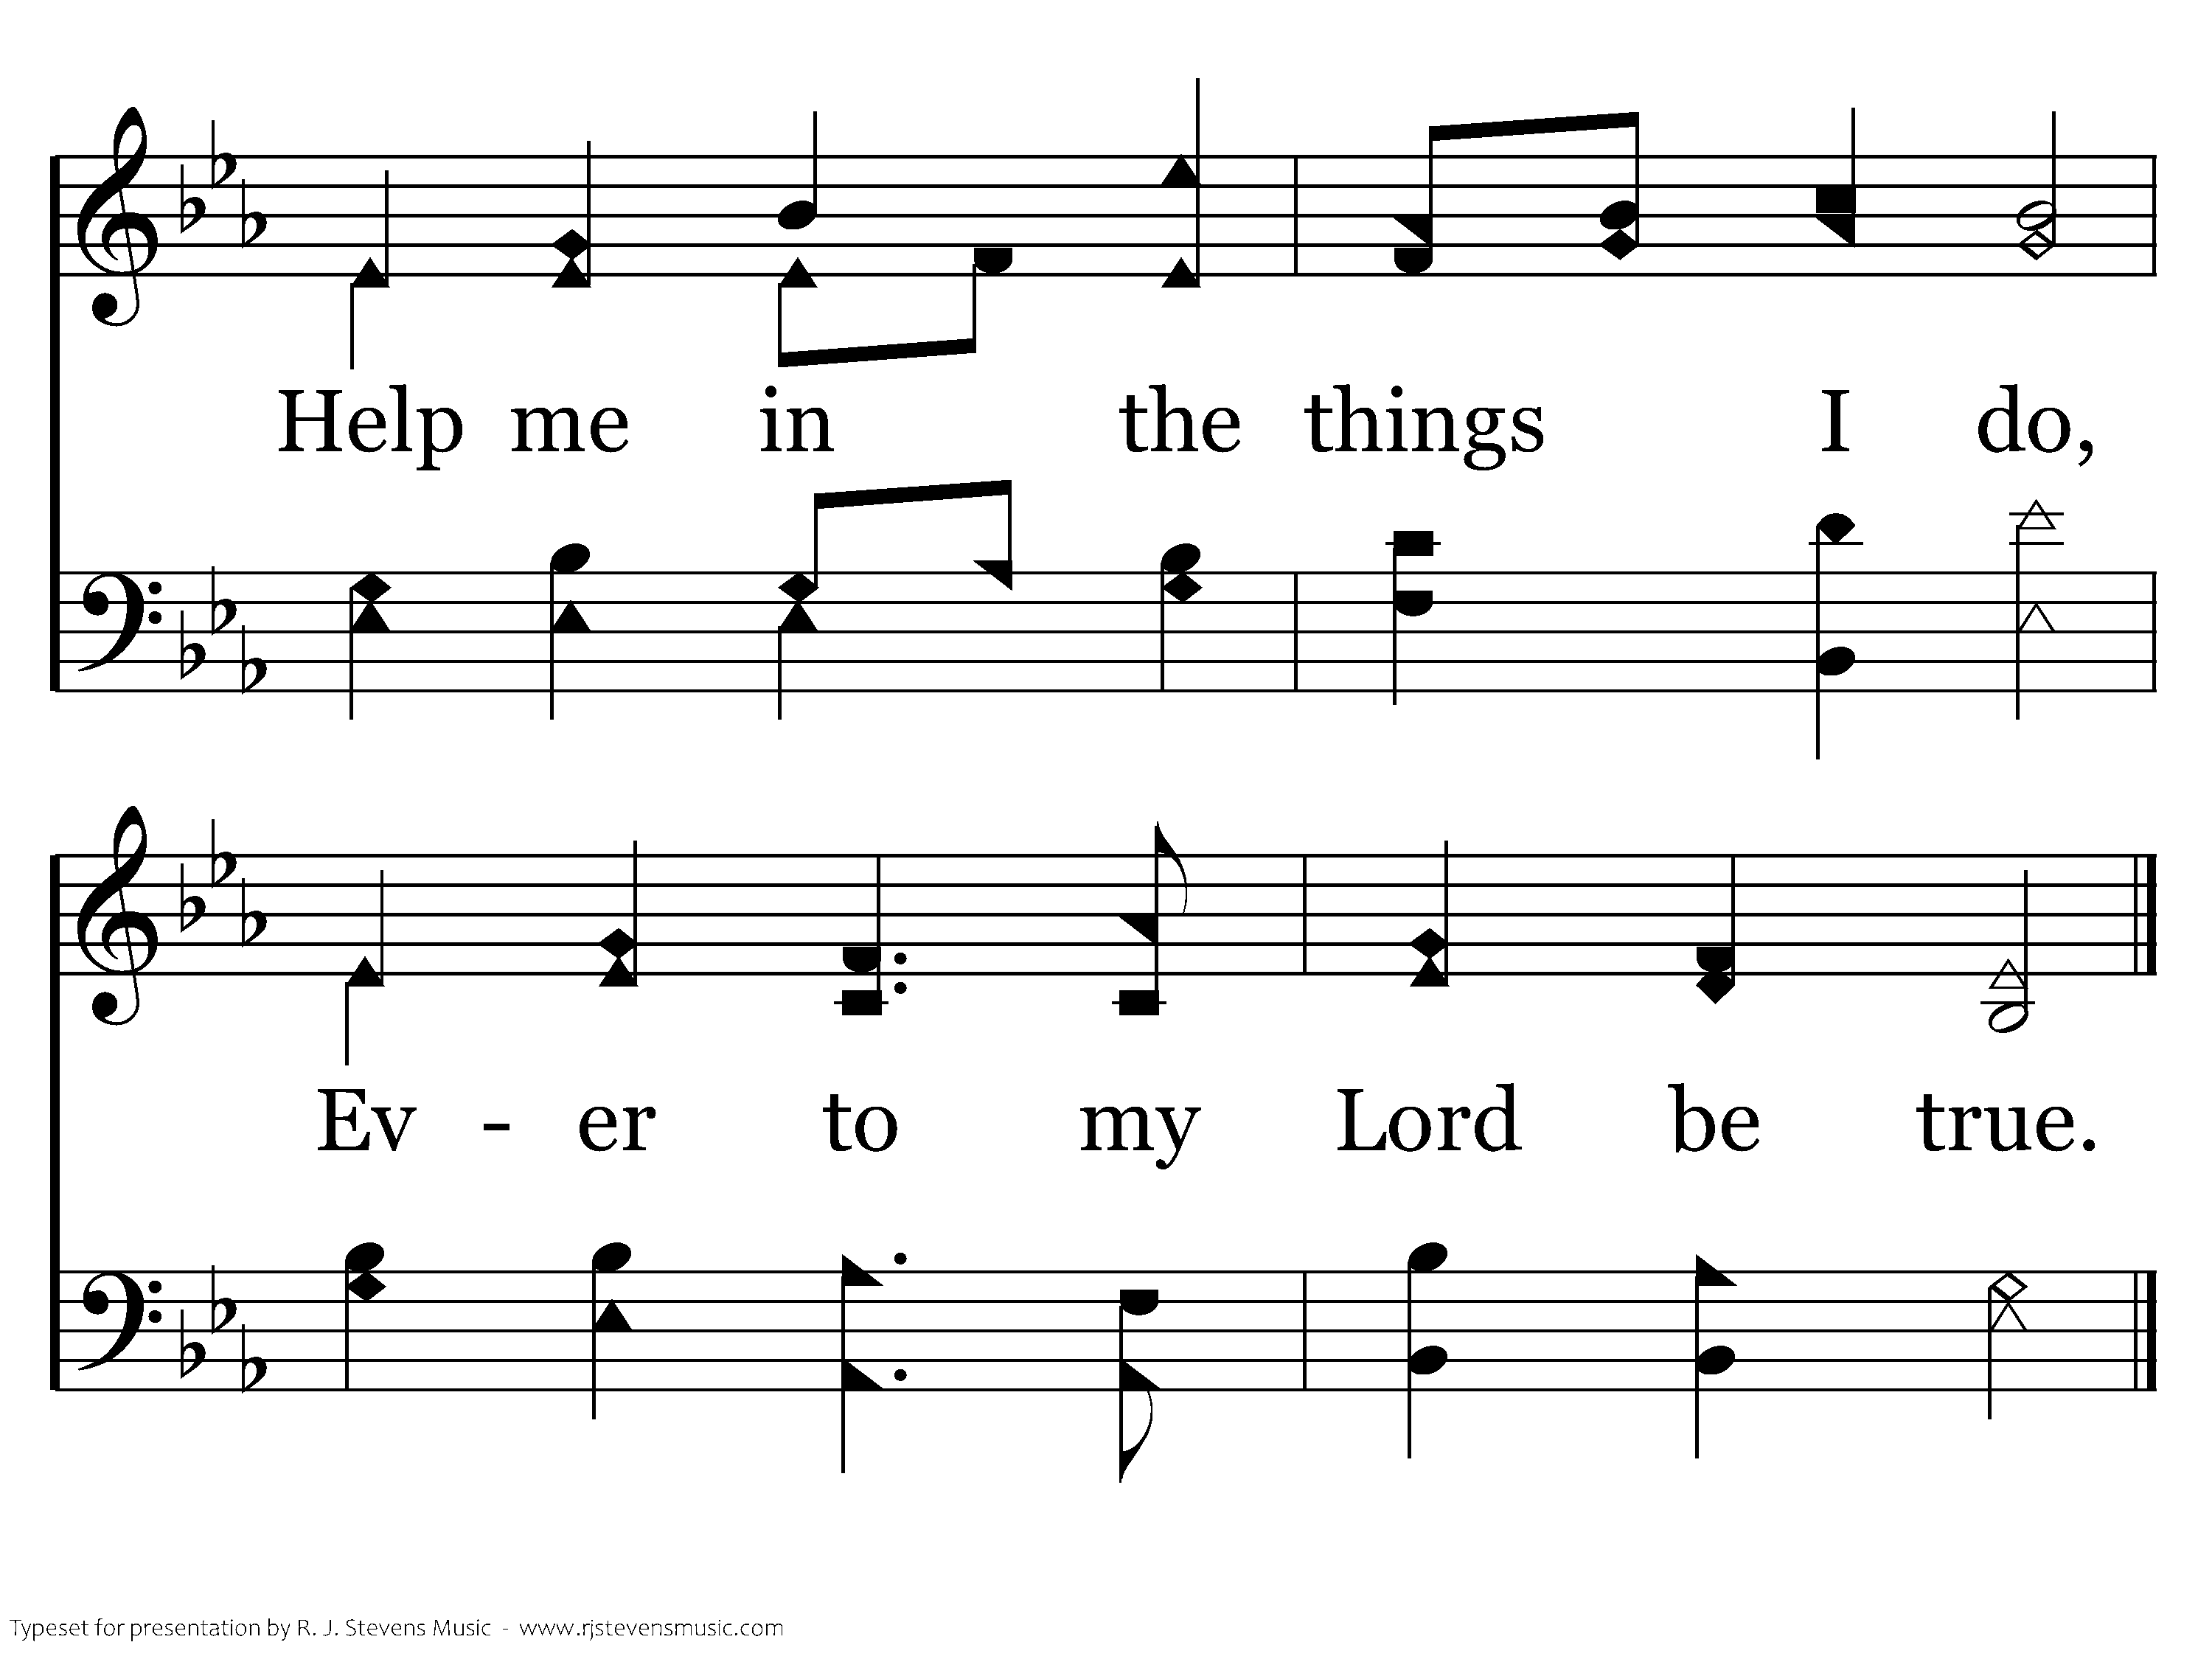 Help me in the things I do,
Ev - er to my Lord be true.
Typeset for presentation by R. J. Stevens Music - www.rjstevensmusic.com